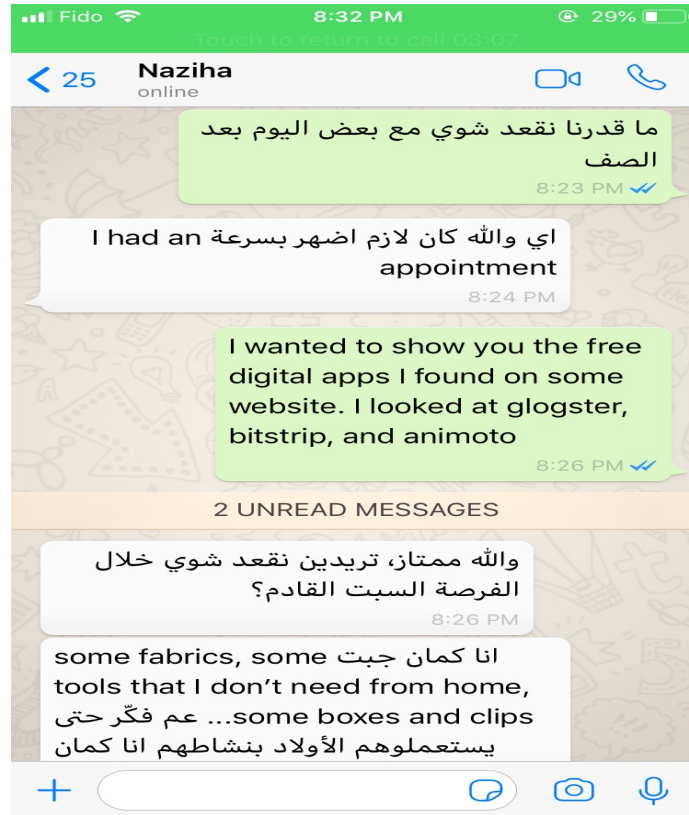 Fido 8:32 PM 29%
Touch to return to call 03:07
25 Naziha
online
ما قدرنا نقعد شوي مع بعض اليوم بعد
الصف
8:23 PM
اي والله كان لازم اضهر بسرعة I had an
appointment
8:24 PM
I wanted to show you the free
digital apps I found on some
website. I looked at glogster,
bitstrip, and animoto
8:26 PM
2 UNREAD MESSAGES
والله ممتاز، تريدين نقعد شوي خلال
الفرصة السبت القادم؟
8:26 PM
انا كمان جبت some fabrics, some
tools that I don't need from home,
some boxes and clips... عم فكّر حتى
يستعملوهم الأولاد بنشاطهم انا كمان